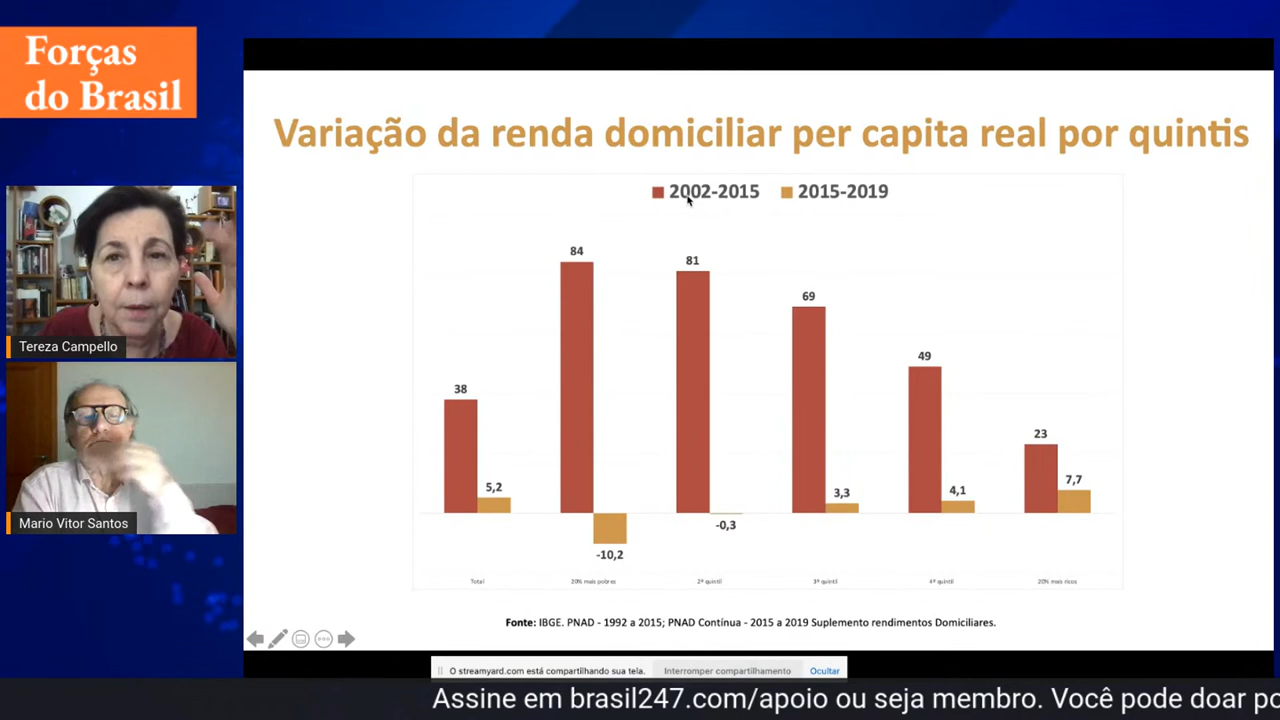 Forças
do Brasil
Variação da renda domiciliar per capita real por quintis
2002-2015 2015-2019
38
5,2
84
-10,2
81
-0,3
69
3,3
49
4,1
23
7,7
Total 20% mais pobres 2º quintil 3º quintil 4º quintil 20% mais ricos
Fonte: IBGE. PNAD - 1992 a 2015; PNAD Contínua - 2015 a 2019 Suplemento rendimentos Domiciliares.
Tereza Campello
Mario Vitor Santos
O streamyard.com está compartilhando sua tela. Interromper compartilhamento Ocultar
Assine em brasil247.com/apoio ou seja membro. Você pode doar po